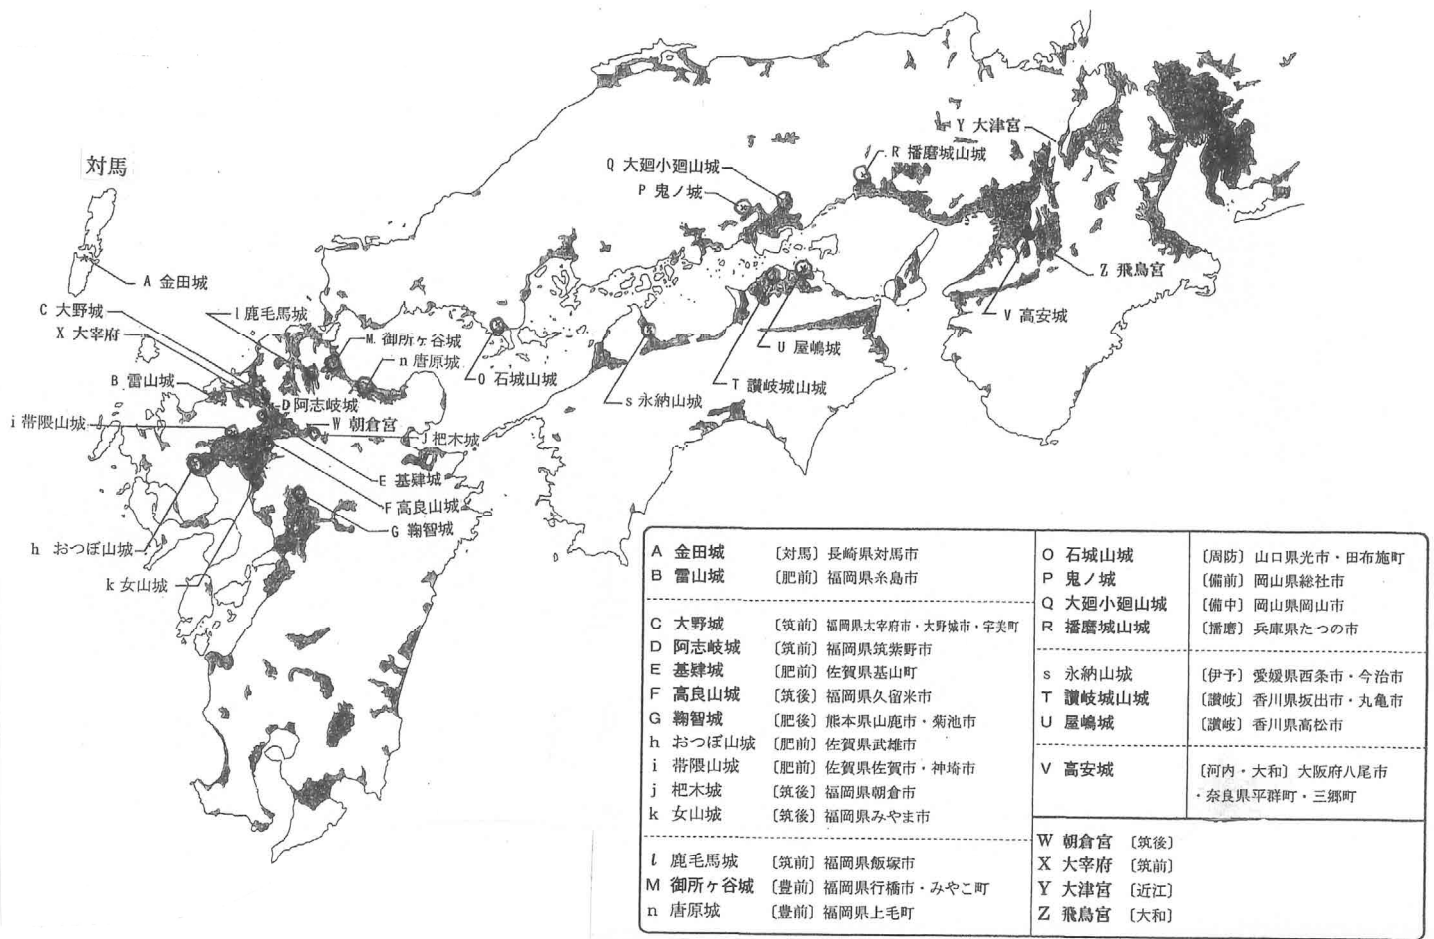 対馬
A 金田城
C 大野城
X 大宰府
l 鹿毛馬城
M 御所ヶ谷城
n 唐原城
B 雷山城
D 阿志岐城
W 朝倉宮
i 帯隈山城
J 杷木城
E 基肄城
F 高良山城
G 鞠智城
h おつぼ山城
k 女山城
O 石城山城
Q 大廻小廻山城
P 鬼ノ城
R 播磨城山城
Y 大津宮
Z 飛鳥宮
V 高安城
U 屋嶋城
T 讃岐城山城
s 永納山城
A 金田城 〔対馬〕長崎県対馬市
B 雷山城 〔肥前〕福岡県糸島市
C 大野城 〔筑前〕福岡県太宰府市・大野城市・宇美町
D 阿志岐城 〔筑前〕福岡県筑紫野市
E 基肄城 〔肥前〕佐賀県基山町
F 高良山城 〔筑後〕福岡県久留米市
G 鞠智城 〔肥後〕熊本県山鹿市・菊池市
h おつぼ山城 〔肥前〕佐賀県武雄市
i 帯隈山城 〔肥前〕佐賀県佐賀市・神埼市
j 杷木城 〔筑後〕福岡県朝倉市
k 女山城 〔筑後〕福岡県みやま市
l 鹿毛馬城 〔筑前〕福岡県飯塚市
M 御所ヶ谷城 〔豊前〕福岡県行橋市・みやこ町
n 唐原城 〔豊前〕福岡県上毛町
O 石城山城 〔周防〕山口県光市・田布施町
P 鬼ノ城 〔備前〕岡山県総社市
Q 大廻小廻山城 〔備中〕岡山県岡山市
R 播磨城山城 〔播磨〕兵庫県たつの市
s 永納山城 〔伊予〕愛媛県西条市・今治市
T 讃岐城山城 〔讃岐〕香川県坂出市・丸亀市
U 屋嶋城 〔讃岐〕香川県高松市
V 高安城 〔河内・大和〕大阪府八尾市
・奈良県平群町・三郷町
W 朝倉宮 〔筑後〕
X 大宰府 〔筑前〕
Y 大津宮 〔近江〕
Z 飛鳥宮 〔大和〕